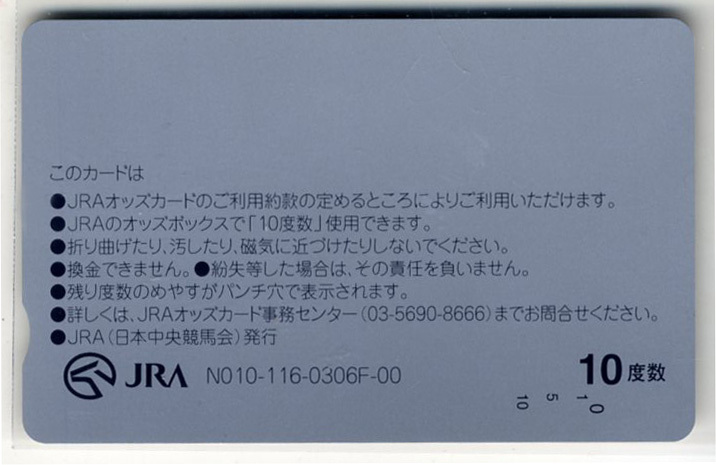 このカードは
●JRAオッズカードのご利用約款の定めるところによりご利用いただけます。
●JRAのオッズボックスで「10度数」使用できます。
●折り曲げたり、汚したり、磁気に近づけたりしないでください。
●換金できません。●紛失等した場合は、その責任を負いません。
●残り度数のめやすがパンチ穴で表示されます。
●詳しくは、JRAオッズカード事務センター(03-5690-8666)までお問合せください。
●JRA(日本中央競馬会)発行
JRA N010-116-0306F-00 10度数
10 5 1 0